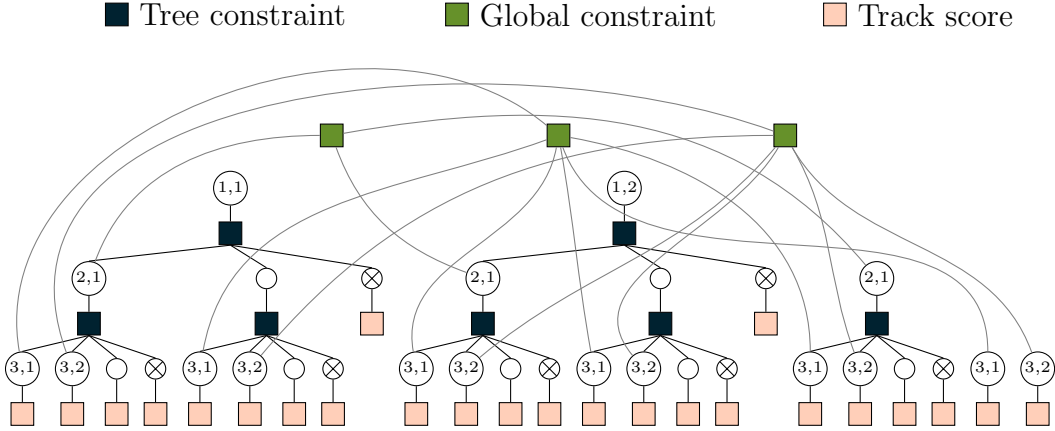 Tree constraint Global constraint Track score
1,1 1,2
2,1 2,1 2,1
3,1 3,2 3,1 3,2 3,1 3,2 3,1 3,2 3,1 3,2 3,1 3,2